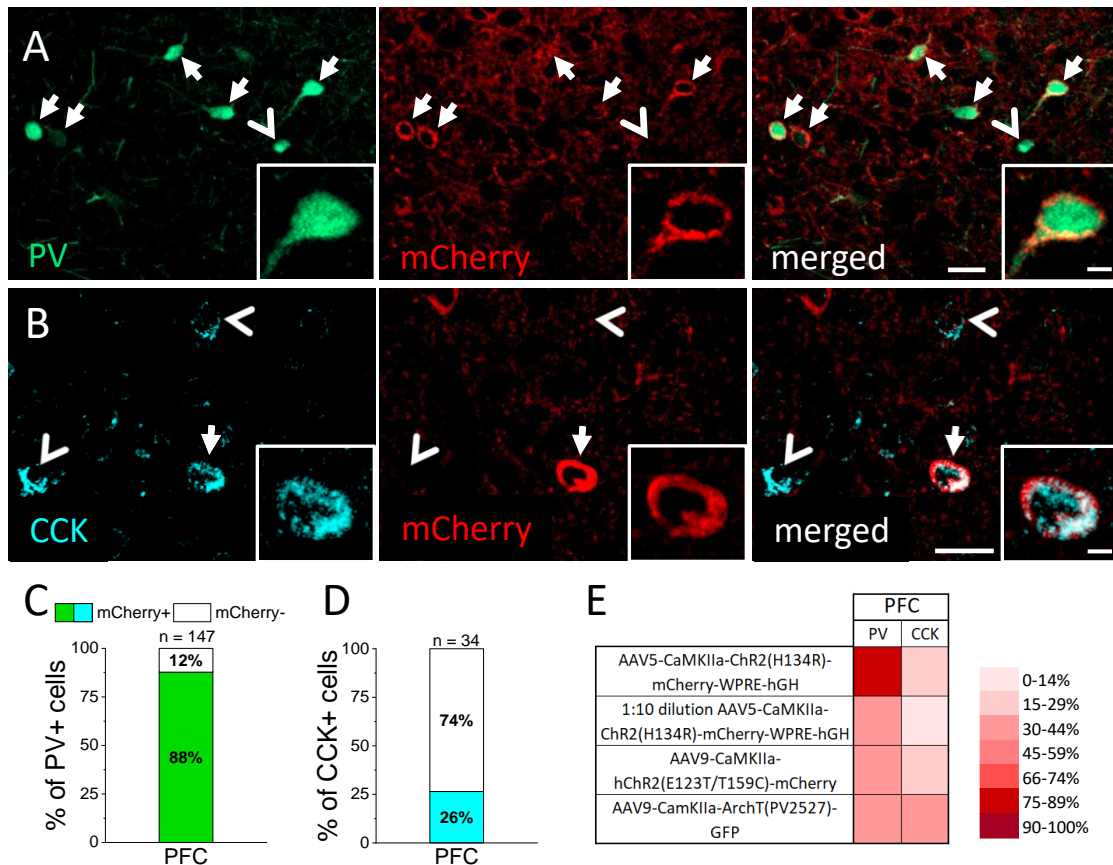 A
PV
mCherry
merged
B
CCK
mCherry
merged
C
mCherry+
mCherry-
n = 147
100
75
50
25
0
% of PV+ cells
12%
88%
PFC
D
n = 34
100
75
50
25
0
% of CCK+ cells
74%
26%
PFC
E
PFC
PV
CCK
AAV5-CaMKIIa-ChR2(H134R)-
mCherry-WPRE-hGH
1:10 dilution AAV5-CaMKIIa-
ChR2(H134R)-mCherry-WPRE-hGH
AAV9-CaMKIIa-
hChR2(E123T/T159C)-mCherry
AAV9-CamKIIa-ArchT(PV2527)-
GFP
0-14%
15-29%
30-44%
45-59%
66-74%
75-89%
90-100%